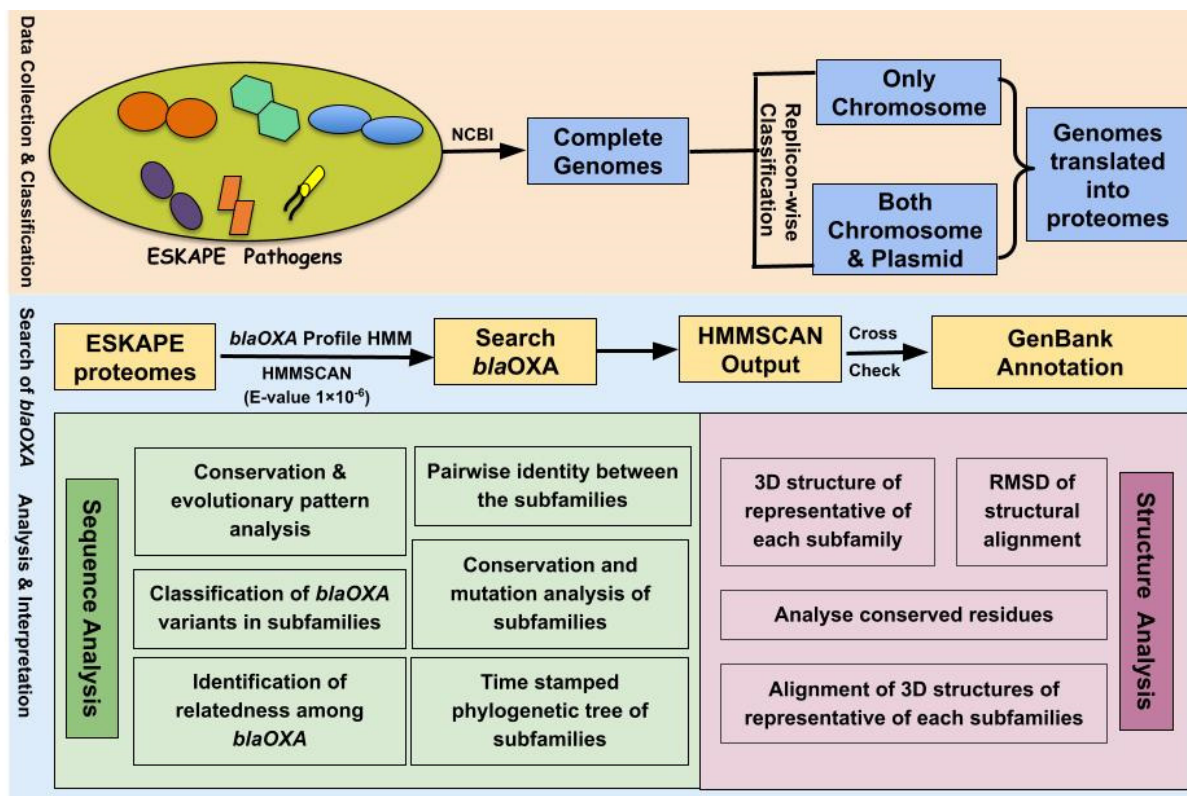 Data Collection & Classification
ESKAPE Pathogens
NCBI
Complete
Genomes
Replicon-wise
Classification
Only
Chromosome
Both
Chromosome
& Plasmid
Genomes
translated
into
proteomes
Search of blaOXA
ESKAPE
proteomes
blaOXA Profile HMM
HMMSCAN
(E-value 1×10⁻⁶)
Search
blaOXA
HMMSCAN
Output
Cross
Check
GenBank
Annotation
Analysis & Interpretation
Sequence Analysis
Conservation &
evolutionary pattern
analysis
Pairwise identity between
the subfamilies
Classification of blaOXA
variants in subfamilies
Conservation and
mutation analysis of
subfamilies
Identification of
relatedness among
blaOXA
Time stamped
phylogenetic tree of
subfamilies
3D structure of
representative of
each subfamily
RMSD of
structural
alignment
Analyse conserved residues
Alignment of 3D structures of
representative of each subfamilies
Structure Analysis